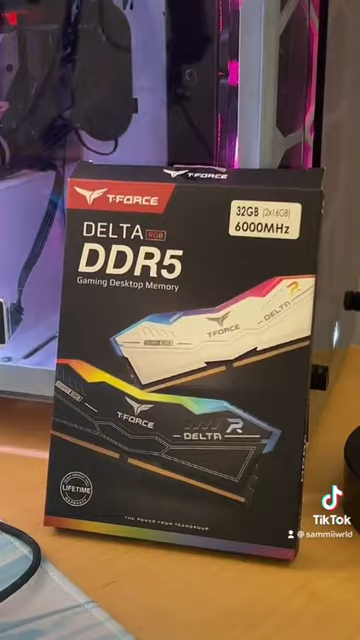 T-FORCE
T-FORCE
32GB (2x16GB)
6000MHz
DELTA RGB
DDR5
Gaming Desktop Memory
T-FORCE
DELTA
R
T-FORCE
DELTA
R
LIFETIME
THE POWER FROM TEAMGROUP
TikTok
@sammiiwrld